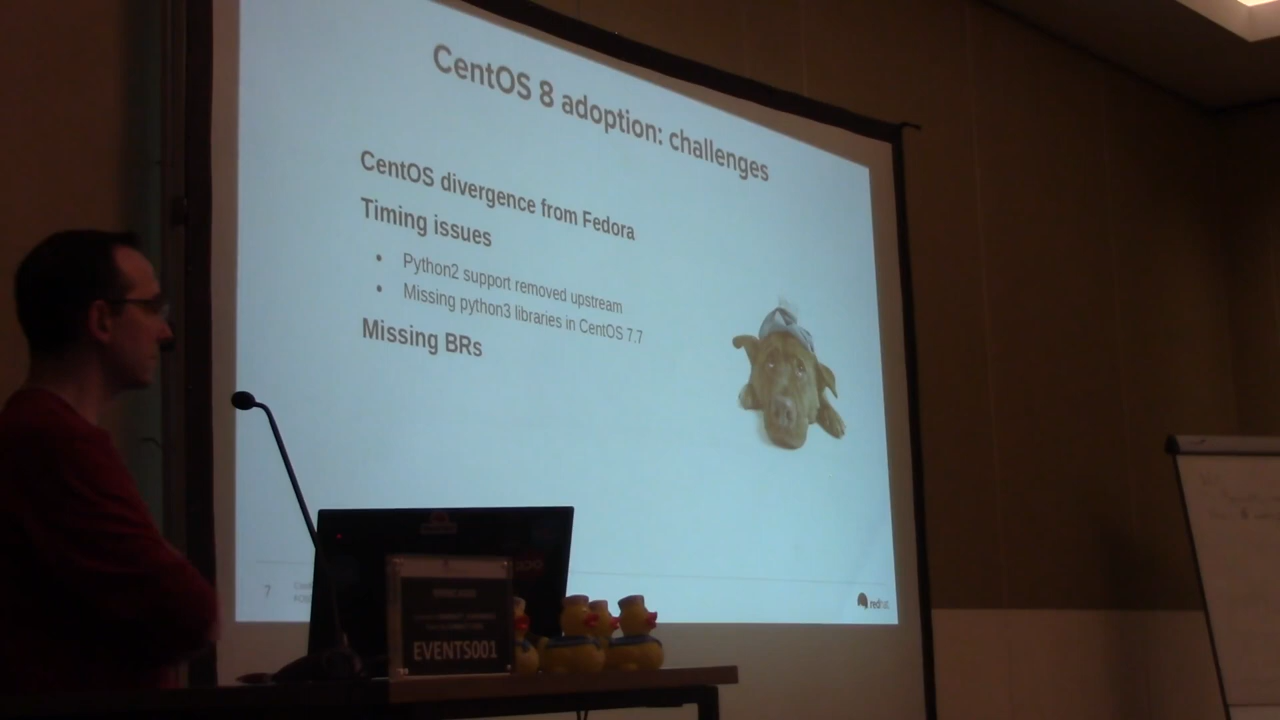 CentOS 8 adoption: challenges
CentOS divergence from Fedora
Timing issues
• Python2 support removed upstream
• Missing python3 libraries in CentOS 7.7
Missing BRs
7
redhat
EVENTS001